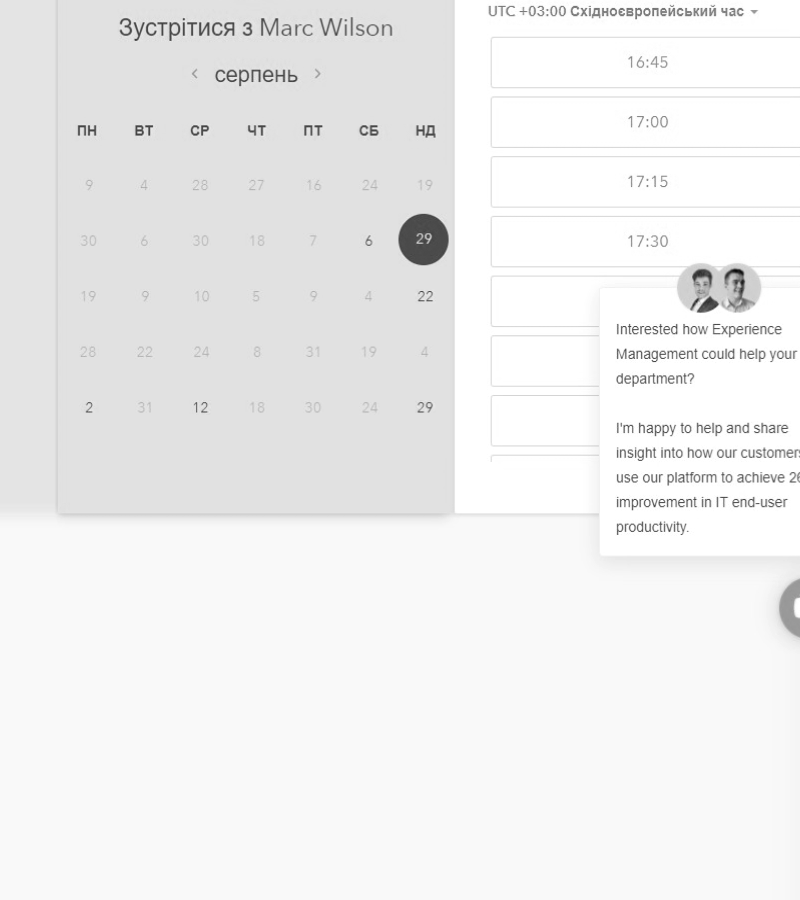 Зустрітися з Marc Wilson
серпень
ПН ВТ СР ЧТ ПТ СБ НД
9 4 28 27 16 24 19
30 6 30 18 7 6 29
19 9 10 5 9 4 22
28 22 24 8 31 19 4
2 31 12 18 30 24 29
UTC +03:00 Східноєвропейський час
16:45
17:00
17:15
17:30
Interested how Experience
Management could help your
department?
I'm happy to help and share
insight into how our customers
use our platform to achieve
improvement in IT end-user
productivity.